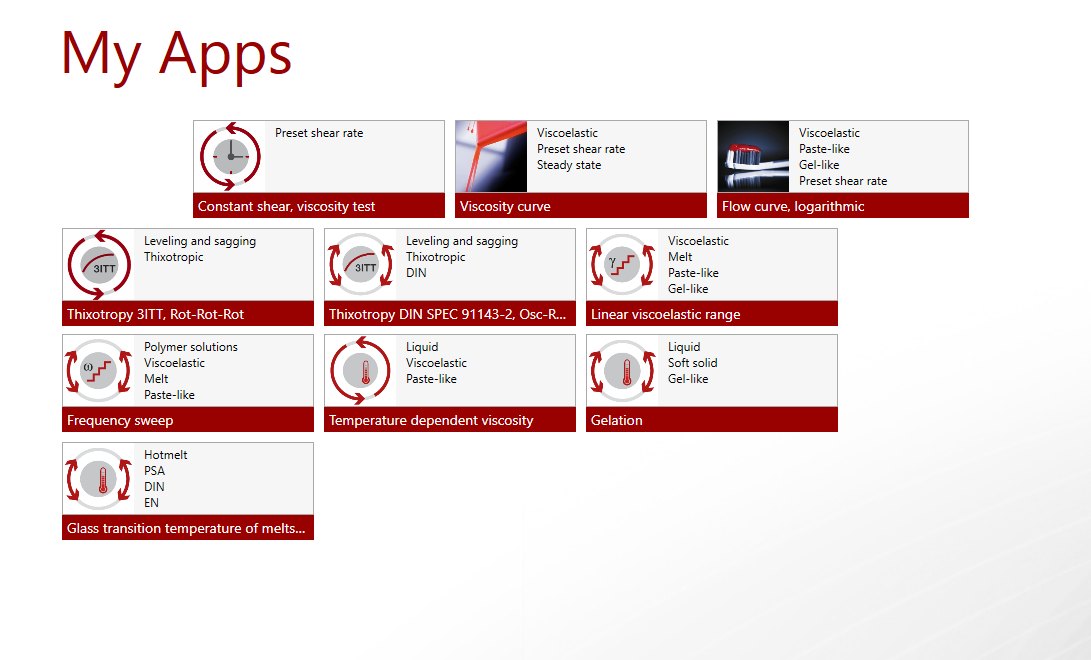 My Apps
Preset shear rate
Constant shear, viscosity test
Viscoelastic
Preset shear rate
Steady state
Viscosity curve
Viscoelastic
Paste-like
Gel-like
Preset shear rate
Flow curve, logarithmic
3ITT
Leveling and sagging
Thixotropic
Thixotropy 3ITT, Rot-Rot-Rot
3ITT
Leveling and sagging
Thixotropic
DIN
Thixotropy DIN SPEC 91143-2, Osc-R...
γ
Viscoelastic
Melt
Paste-like
Gel-like
Linear viscoelastic range
ω
Polymer solutions
Viscoelastic
Melt
Paste-like
Frequency sweep
Liquid
Viscoelastic
Paste-like
Temperature dependent viscosity
Liquid
Soft solid
Gel-like
Gelation
Hotmelt
PSA
DIN
EN
Glass transition temperature of melts...